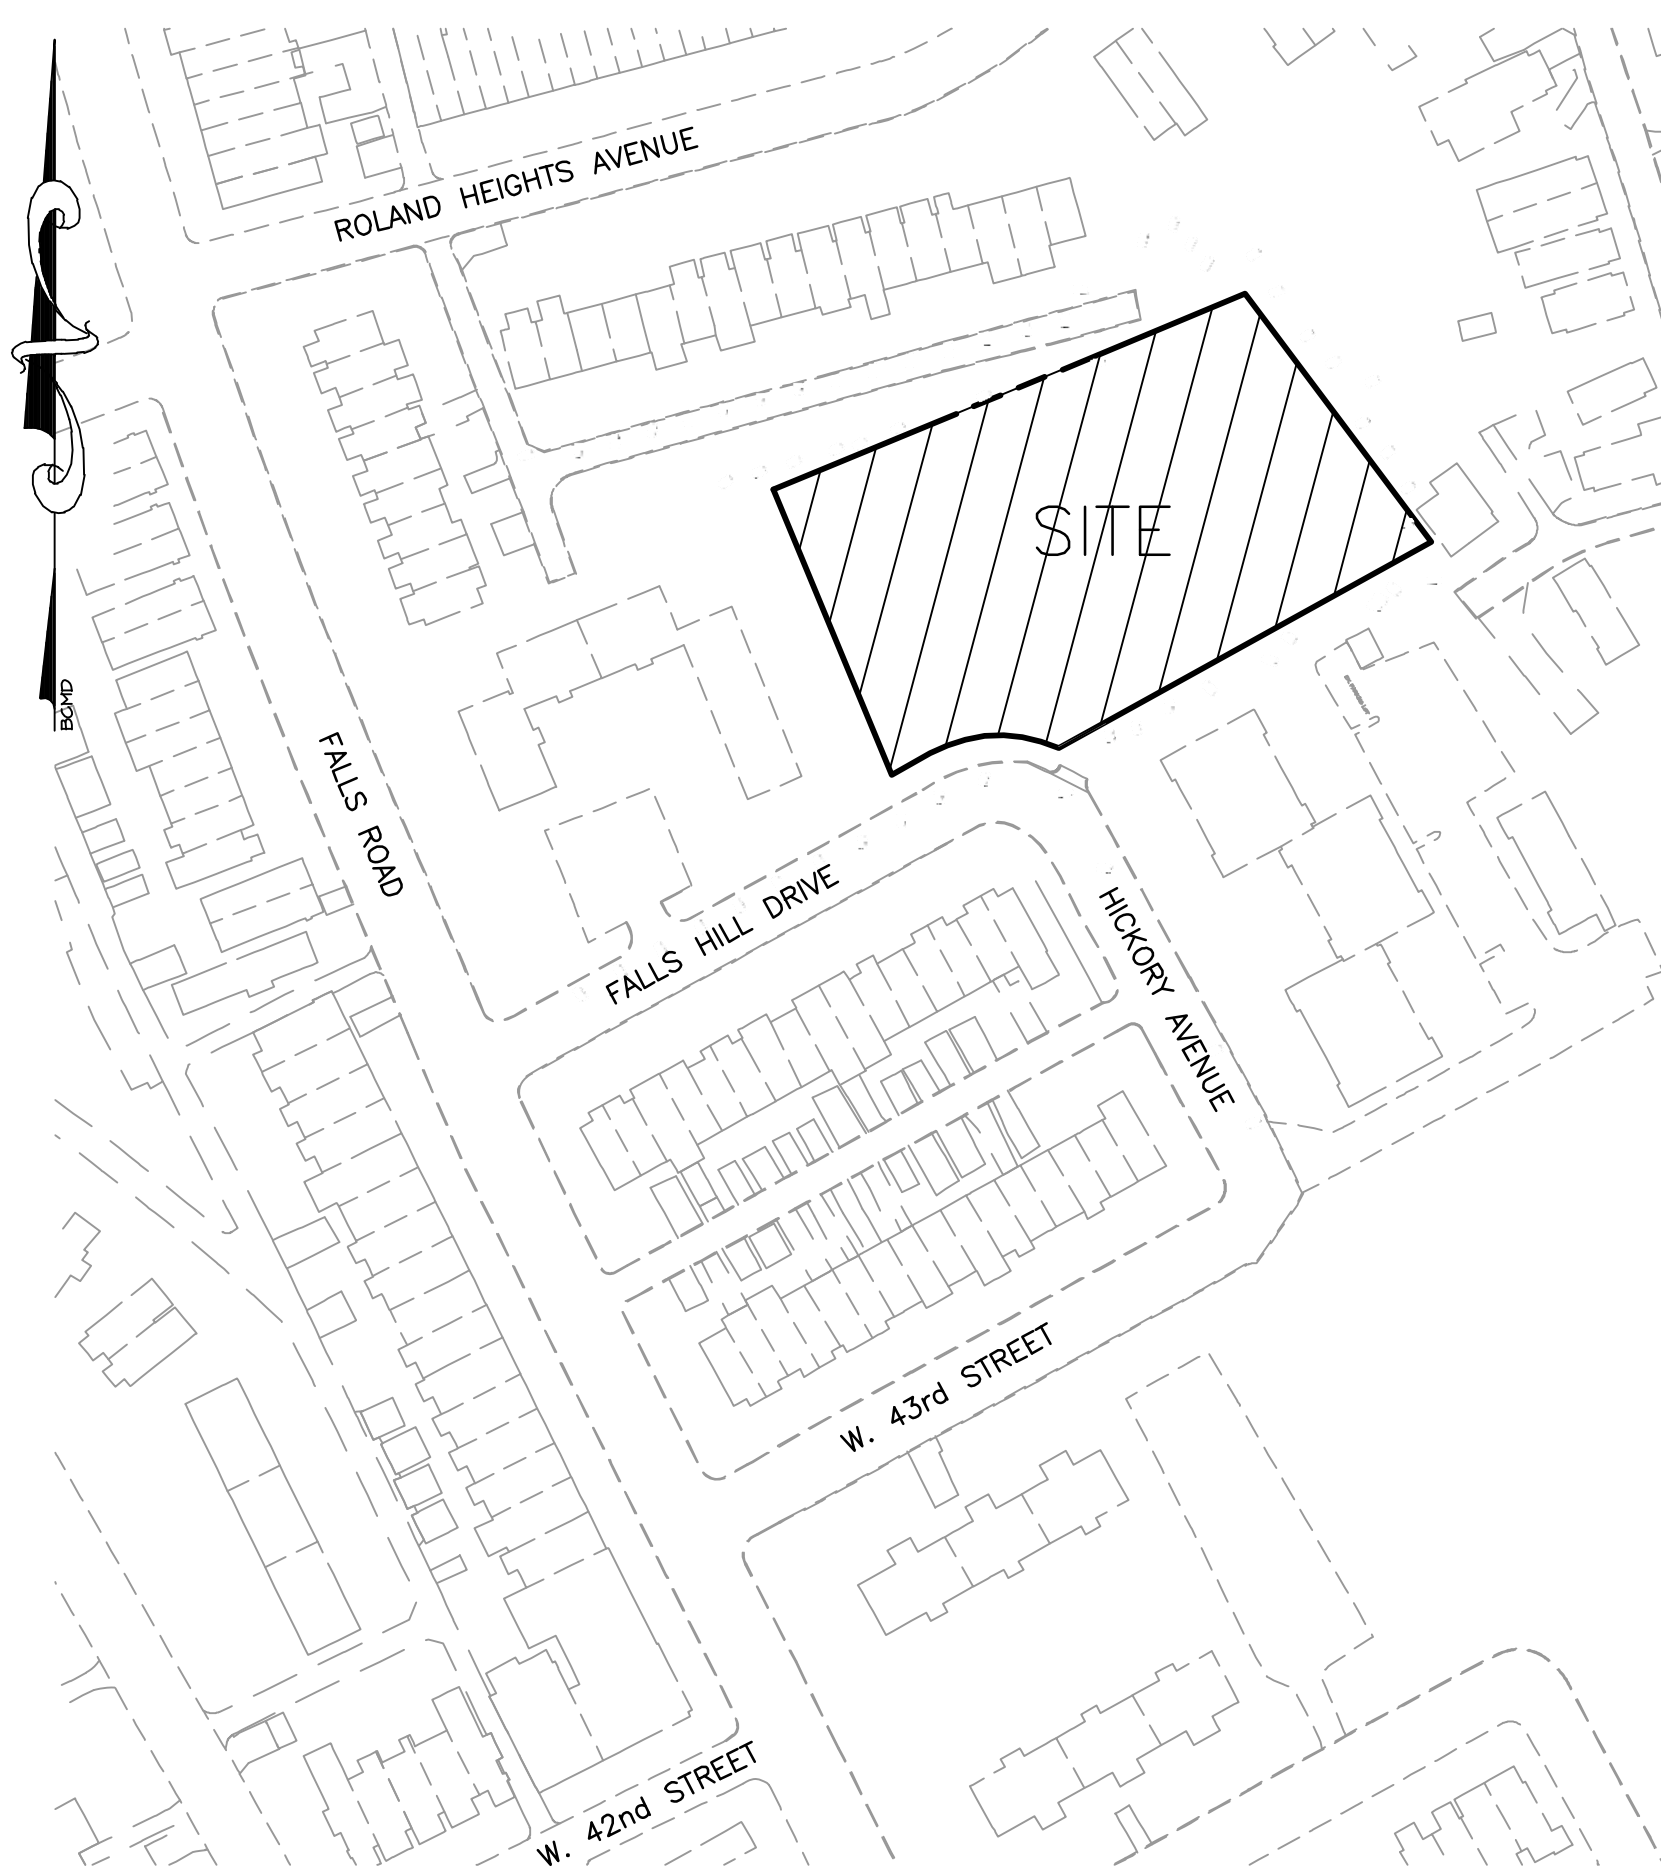 ROLAND HEIGHTS AVENUE
SITE
BCMD
FALLS ROAD
FALLS HILL DRIVE
HICKORY AVENUE
W. 43rd STREET
W. 42nd STREET